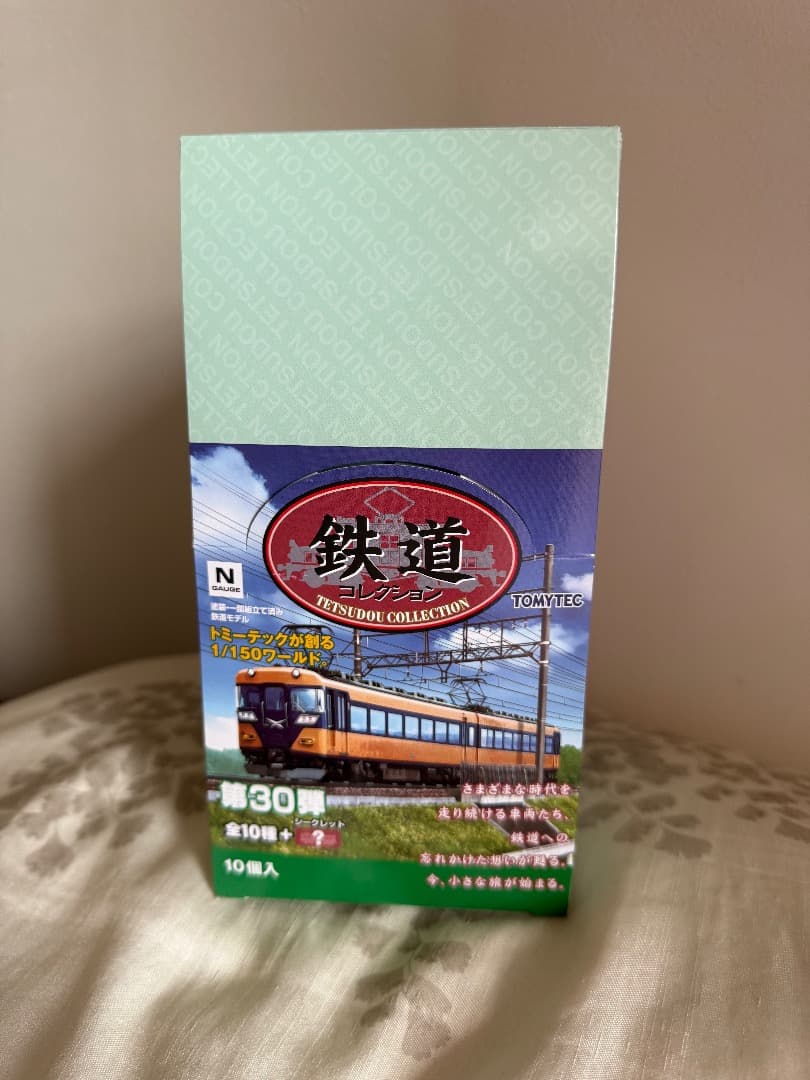 TETSUDOU COLLECTION TETSUDOU COLLECTION
鉄道
コレクション
TETSUDOU COLLECTION
N
GAUGE
TOMYTEC
塗装・一部組立て済み
鉄道モデル
トミーテックが創る
1/150ワールド。
第30弾
シークレット
全10種+?
10個入
さまざまな時代を
走り続ける車両たち、
鉄道への
忘れかけた想いが甦る。
今、小さな旅が始まる。